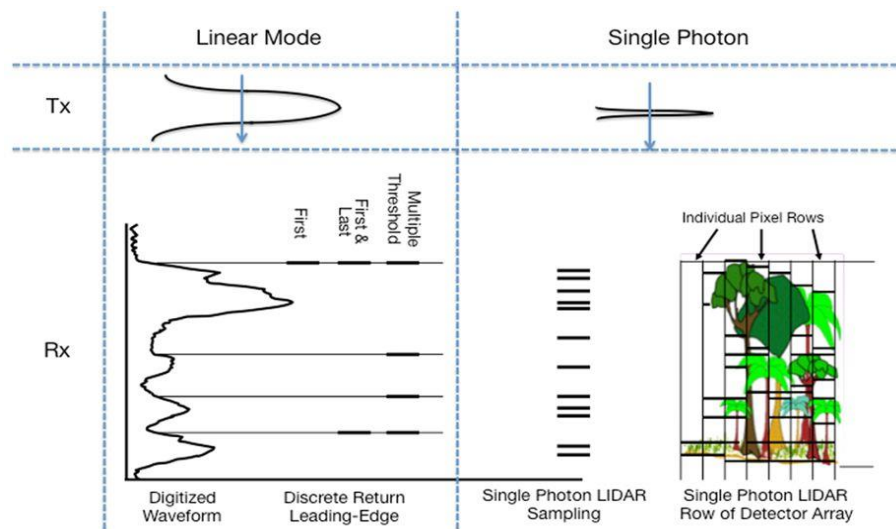 Linear Mode
Single Photon
Tx
First
First &
Last
Multiple
Threshold
Individual Pixel Rows
Rx
Digitized
Waveform
Discrete Return
Leading-Edge
Single Photon LIDAR
Sampling
Single Photon LIDAR
Row of Detector Array